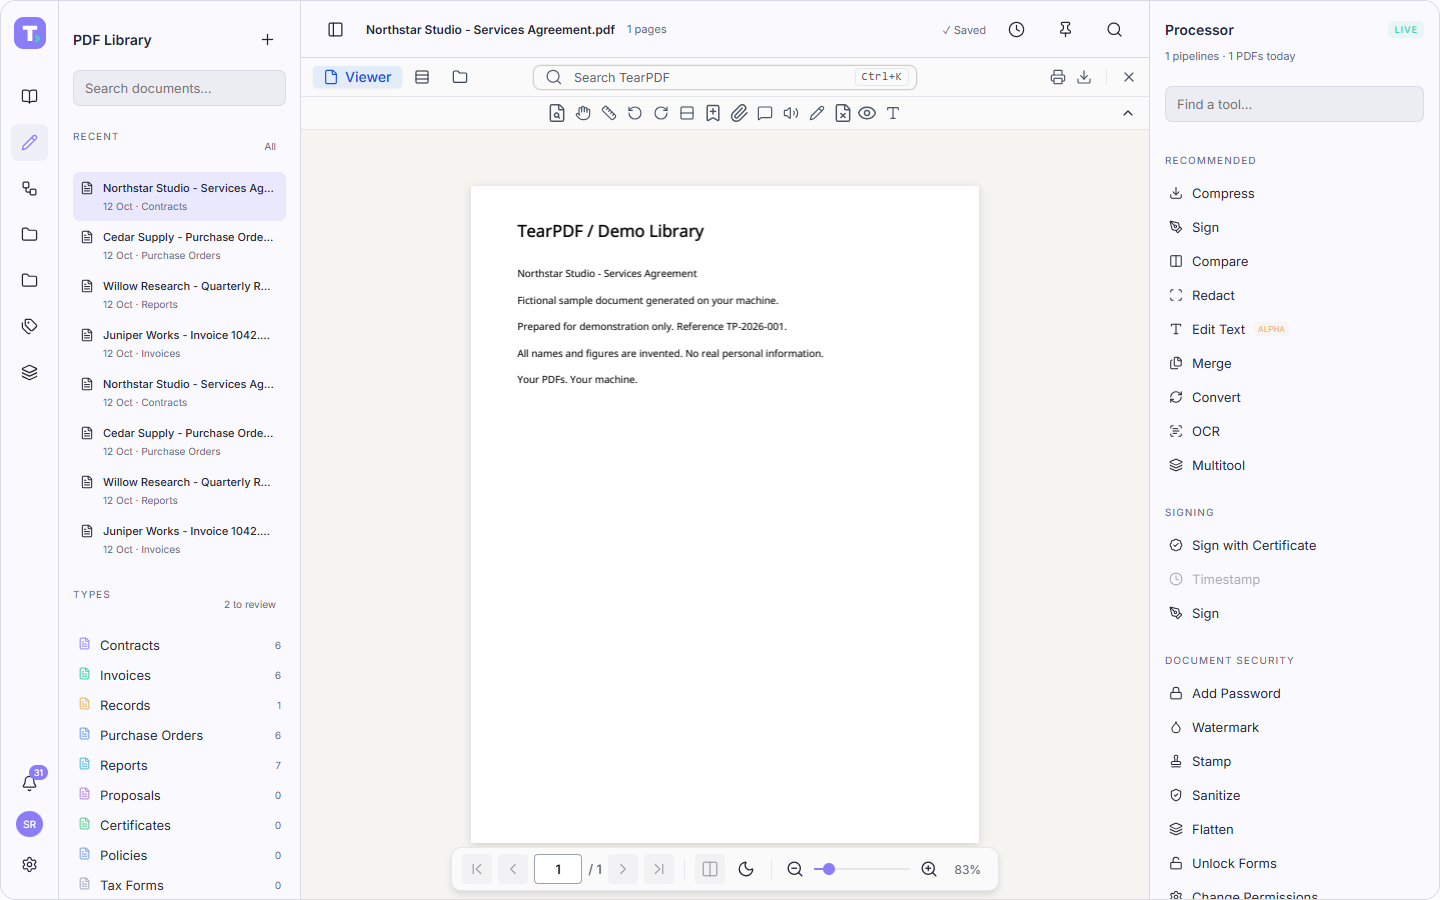 T
PDF Library
Search documents...
RECENT
All
Northstar Studio - Services Ag...
12 Oct · Contracts
Cedar Supply - Purchase Orde...
12 Oct · Purchase Orders
Willow Research - Quarterly R...
12 Oct · Reports
Juniper Works - Invoice 1042....
12 Oct · Invoices
Northstar Studio - Services Ag...
12 Oct · Contracts
Cedar Supply - Purchase Orde...
12 Oct · Purchase Orders
Willow Research - Quarterly R...
12 Oct · Reports
Juniper Works - Invoice 1042....
12 Oct · Invoices
TYPES
2 to review
Contracts 6
Invoices 6
Records 1
Purchase Orders 6
Reports 7
Proposals 0
Certificates 0
Policies 0
Tax Forms 0
31
SR
Northstar Studio - Services Agreement.pdf 1 pages
✓ Saved
Viewer
Search TearPDF Ctrl+K
TearPDF / Demo Library
Northstar Studio - Services Agreement
Fictional sample document generated on your machine.
Prepared for demonstration only. Reference TP-2026-001.
All names and figures are invented. No real personal information.
Your PDFs. Your machine.
1 / 1
83%
Processor LIVE
1 pipelines · 1 PDFs today
Find a tool...
RECOMMENDED
Compress
Sign
Compare
Redact
Edit Text ALPHA
Merge
Convert
OCR
Multitool
SIGNING
Sign with Certificate
Timestamp
Sign
DOCUMENT SECURITY
Add Password
Watermark
Stamp
Sanitize
Flatten
Unlock Forms
Change Permissions